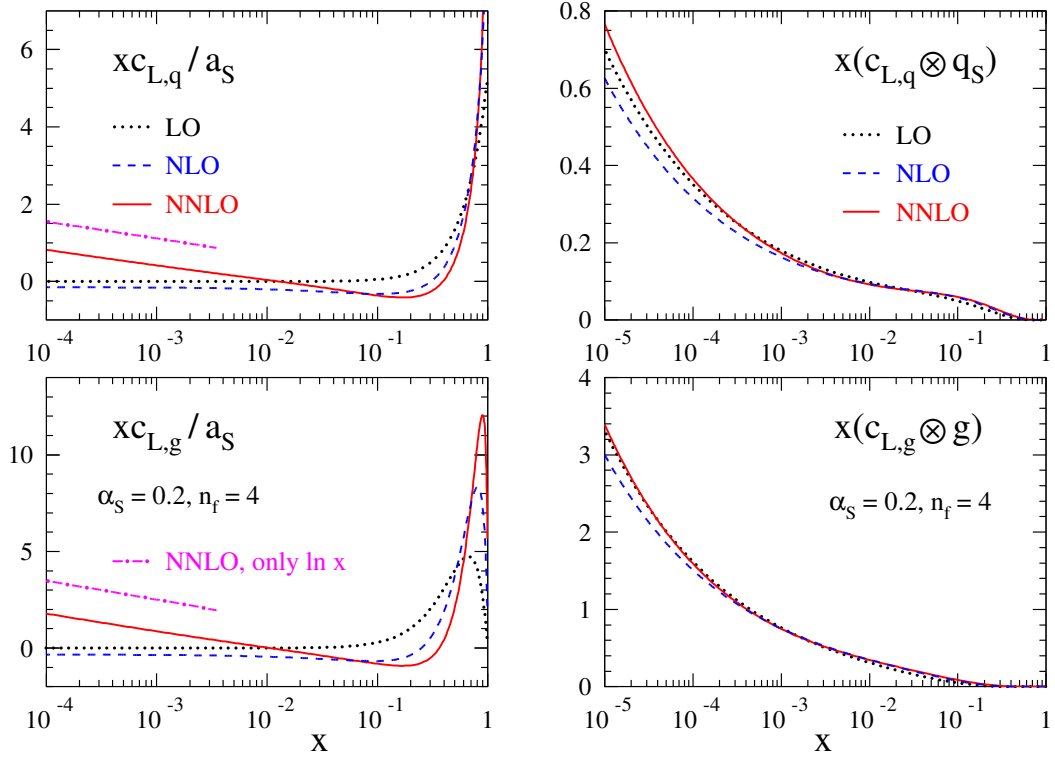 xc_{L,q} / a_S
LO
NLO
NNLO
6
4
2
0
10^{-4} 10^{-3} 10^{-2} 10^{-1} 1
x(c_{L,q} ⊗ q_S)
LO
NLO
NNLO
0.8
0.6
0.4
0.2
0
10^{-5} 10^{-4} 10^{-3} 10^{-2} 10^{-1} 1
xc_{L,g} / a_S
α_S = 0.2, n_f = 4
NNLO, only ln x
10
5
0
10^{-4} 10^{-3} 10^{-2} 10^{-1} 1
x
x(c_{L,g} ⊗ g)
α_S = 0.2, n_f = 4
4
3
2
1
0
10^{-5} 10^{-4} 10^{-3} 10^{-2} 10^{-1} 1
x